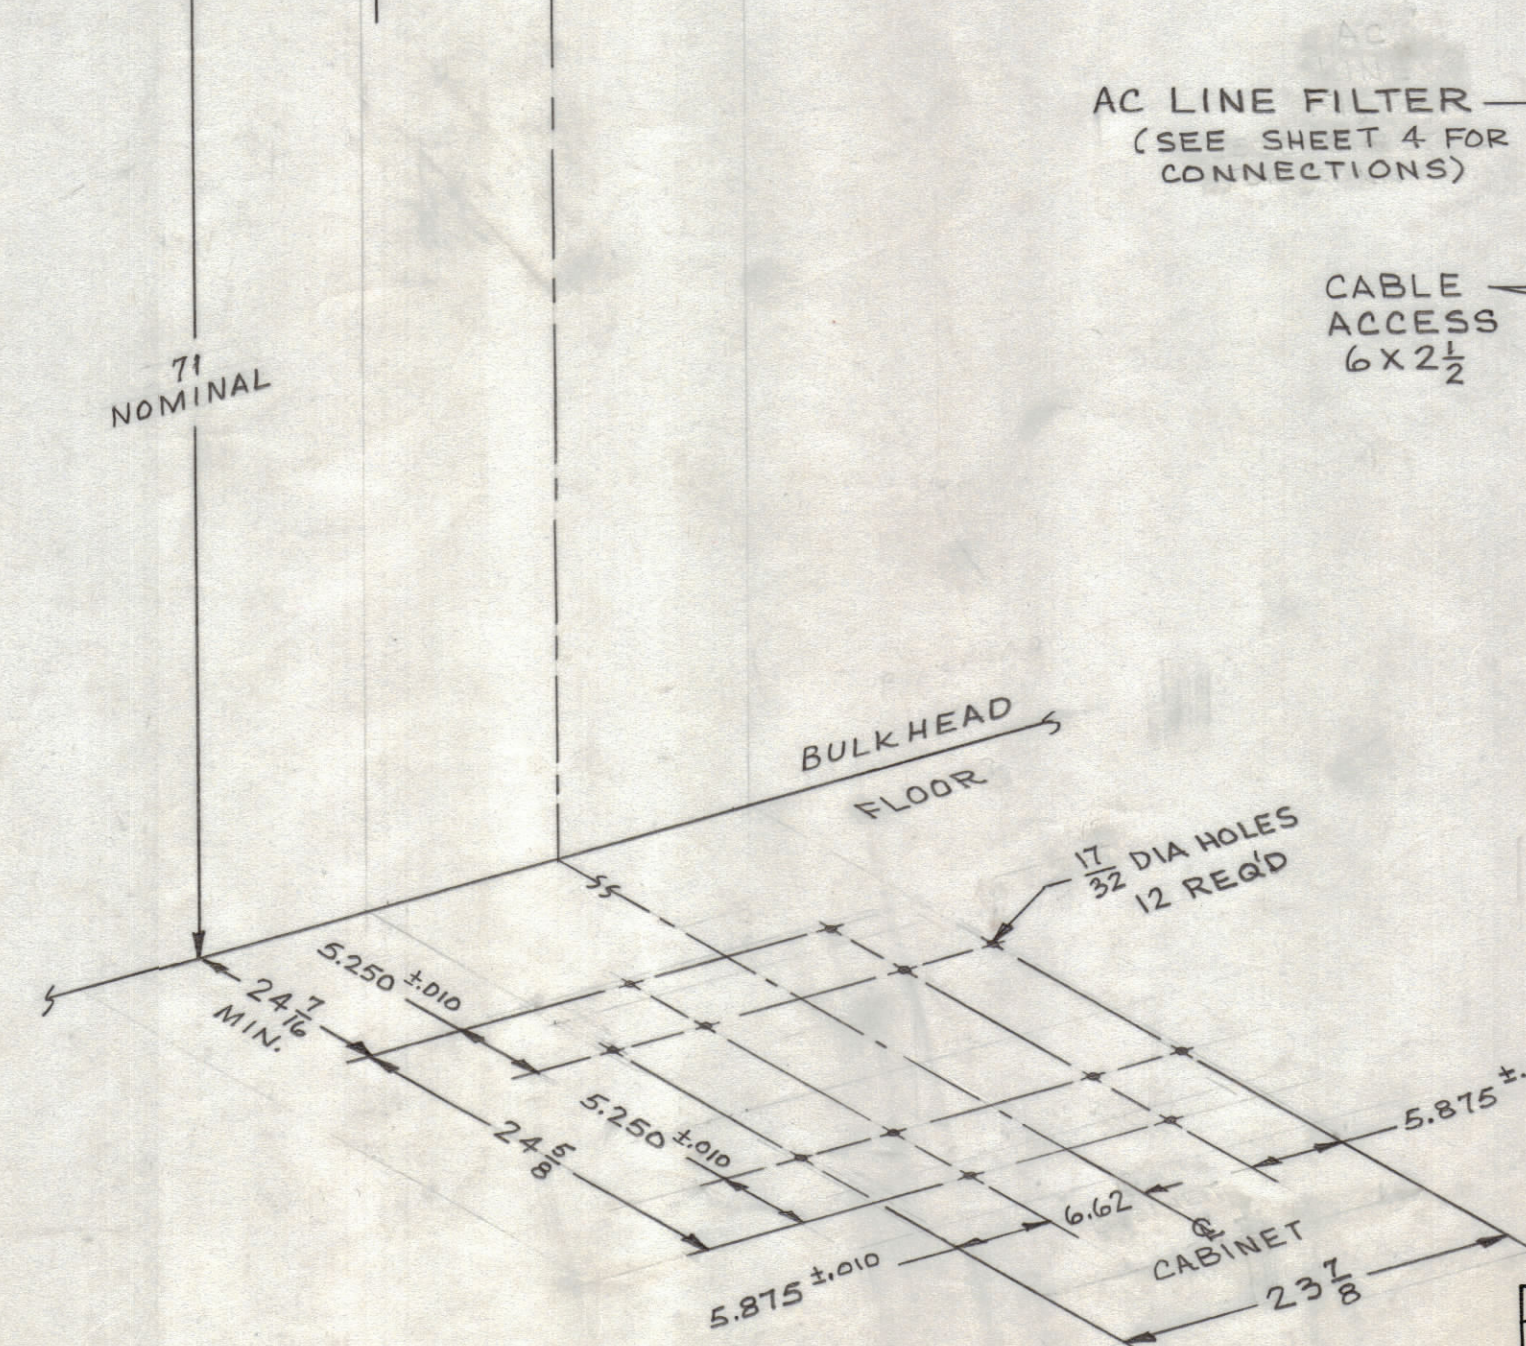 AC LINE FILTER
(SEE SHEET 4 FOR
CONNECTIONS)
CABLE
ACCESS
6 X 2 1/2
71
NOMINAL
BULKHEAD
FLOOR
17/32 DIA HOLES
12 REQ'D
5.250 ±.010
24 7/16
MIN.
5.250 ±.010
24 5/8
5.875 ±.
6.62
℄
CABINET
5.875 ±.010
23 7/8